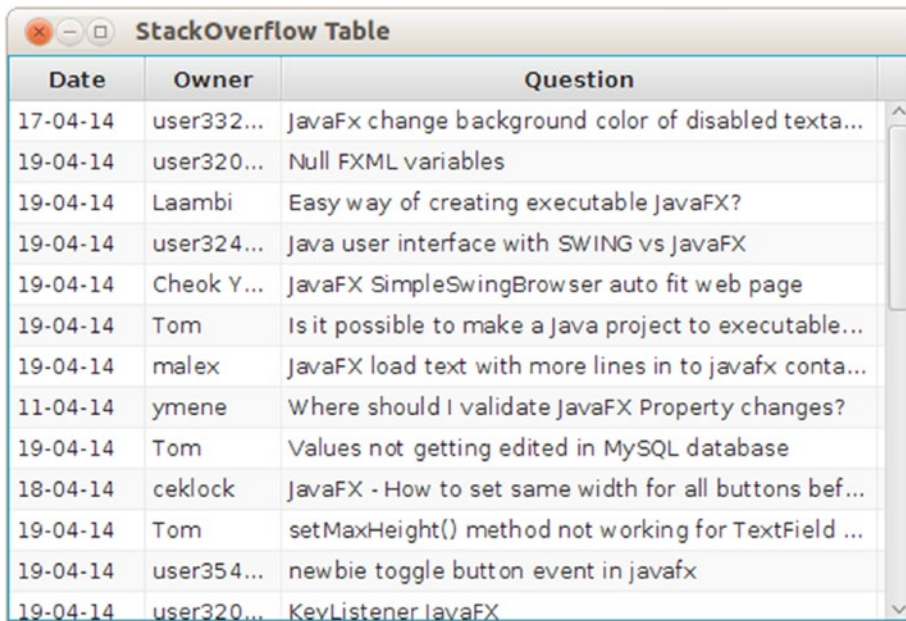 StackOverflow Table
Date Owner Question
17-04-14 user332... JavaFx change background color of disabled texta...
19-04-14 user320... Null FXML variables
19-04-14 Laambi Easy way of creating executable JavaFX?
19-04-14 user324... Java user interface with SWING vs JavaFX
19-04-14 Cheok Y... JavaFX SimpleSwingBrowser auto fit web page
19-04-14 Tom Is it possible to make a Java project to executable...
19-04-14 malex JavaFX load text with more lines in to javafx conta...
11-04-14 ymene Where should I validate JavaFX Property changes?
19-04-14 Tom Values not getting edited in MySQL database
18-04-14 ceklock JavaFX - How to set same width for all buttons bef...
19-04-14 Tom setMaxHeight() method not working for TextField ...
19-04-14 user354... newbie toggle button event in javafx
19-04-14 user320... KeyListener JavaFX